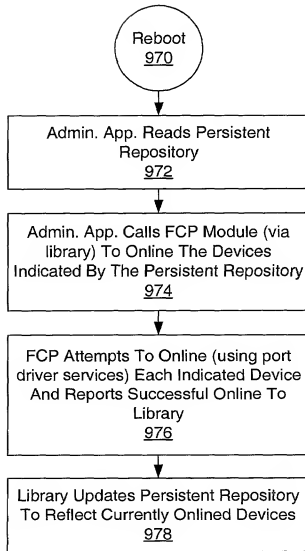 Reboot
970
Admin. App. Reads Persistent
Repository
972
Admin. App. Calls FCP Module (via
library) To Online The Devices
Indicated By The Persistent Repository
974
FCP Attempts To Online (using port
driver services) Each Indicated Device
And Reports Successful Online To
Library
976
Library Updates Persistent Repository
To Reflect Currently Onlined Devices
978